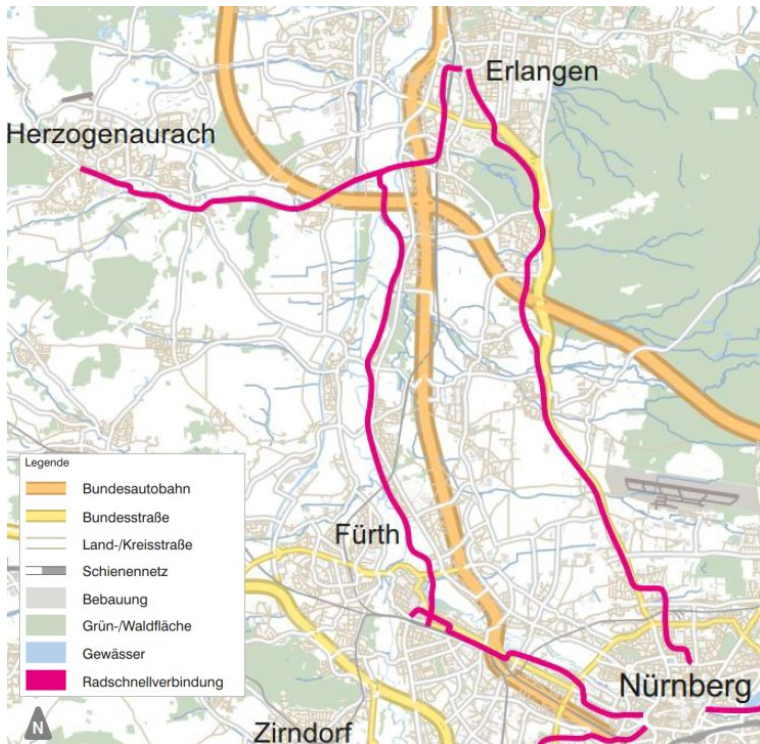 Erlangen
Herzogenaurach
Legende
Bundesautobahn
Bundesstraße
Land-/Kreisstraße
Schienennetz
Bebauung
Grün-/Waldfläche
Gewässer
Radschnellverbindung
Fürth
Nürnberg
Zirndorf
N